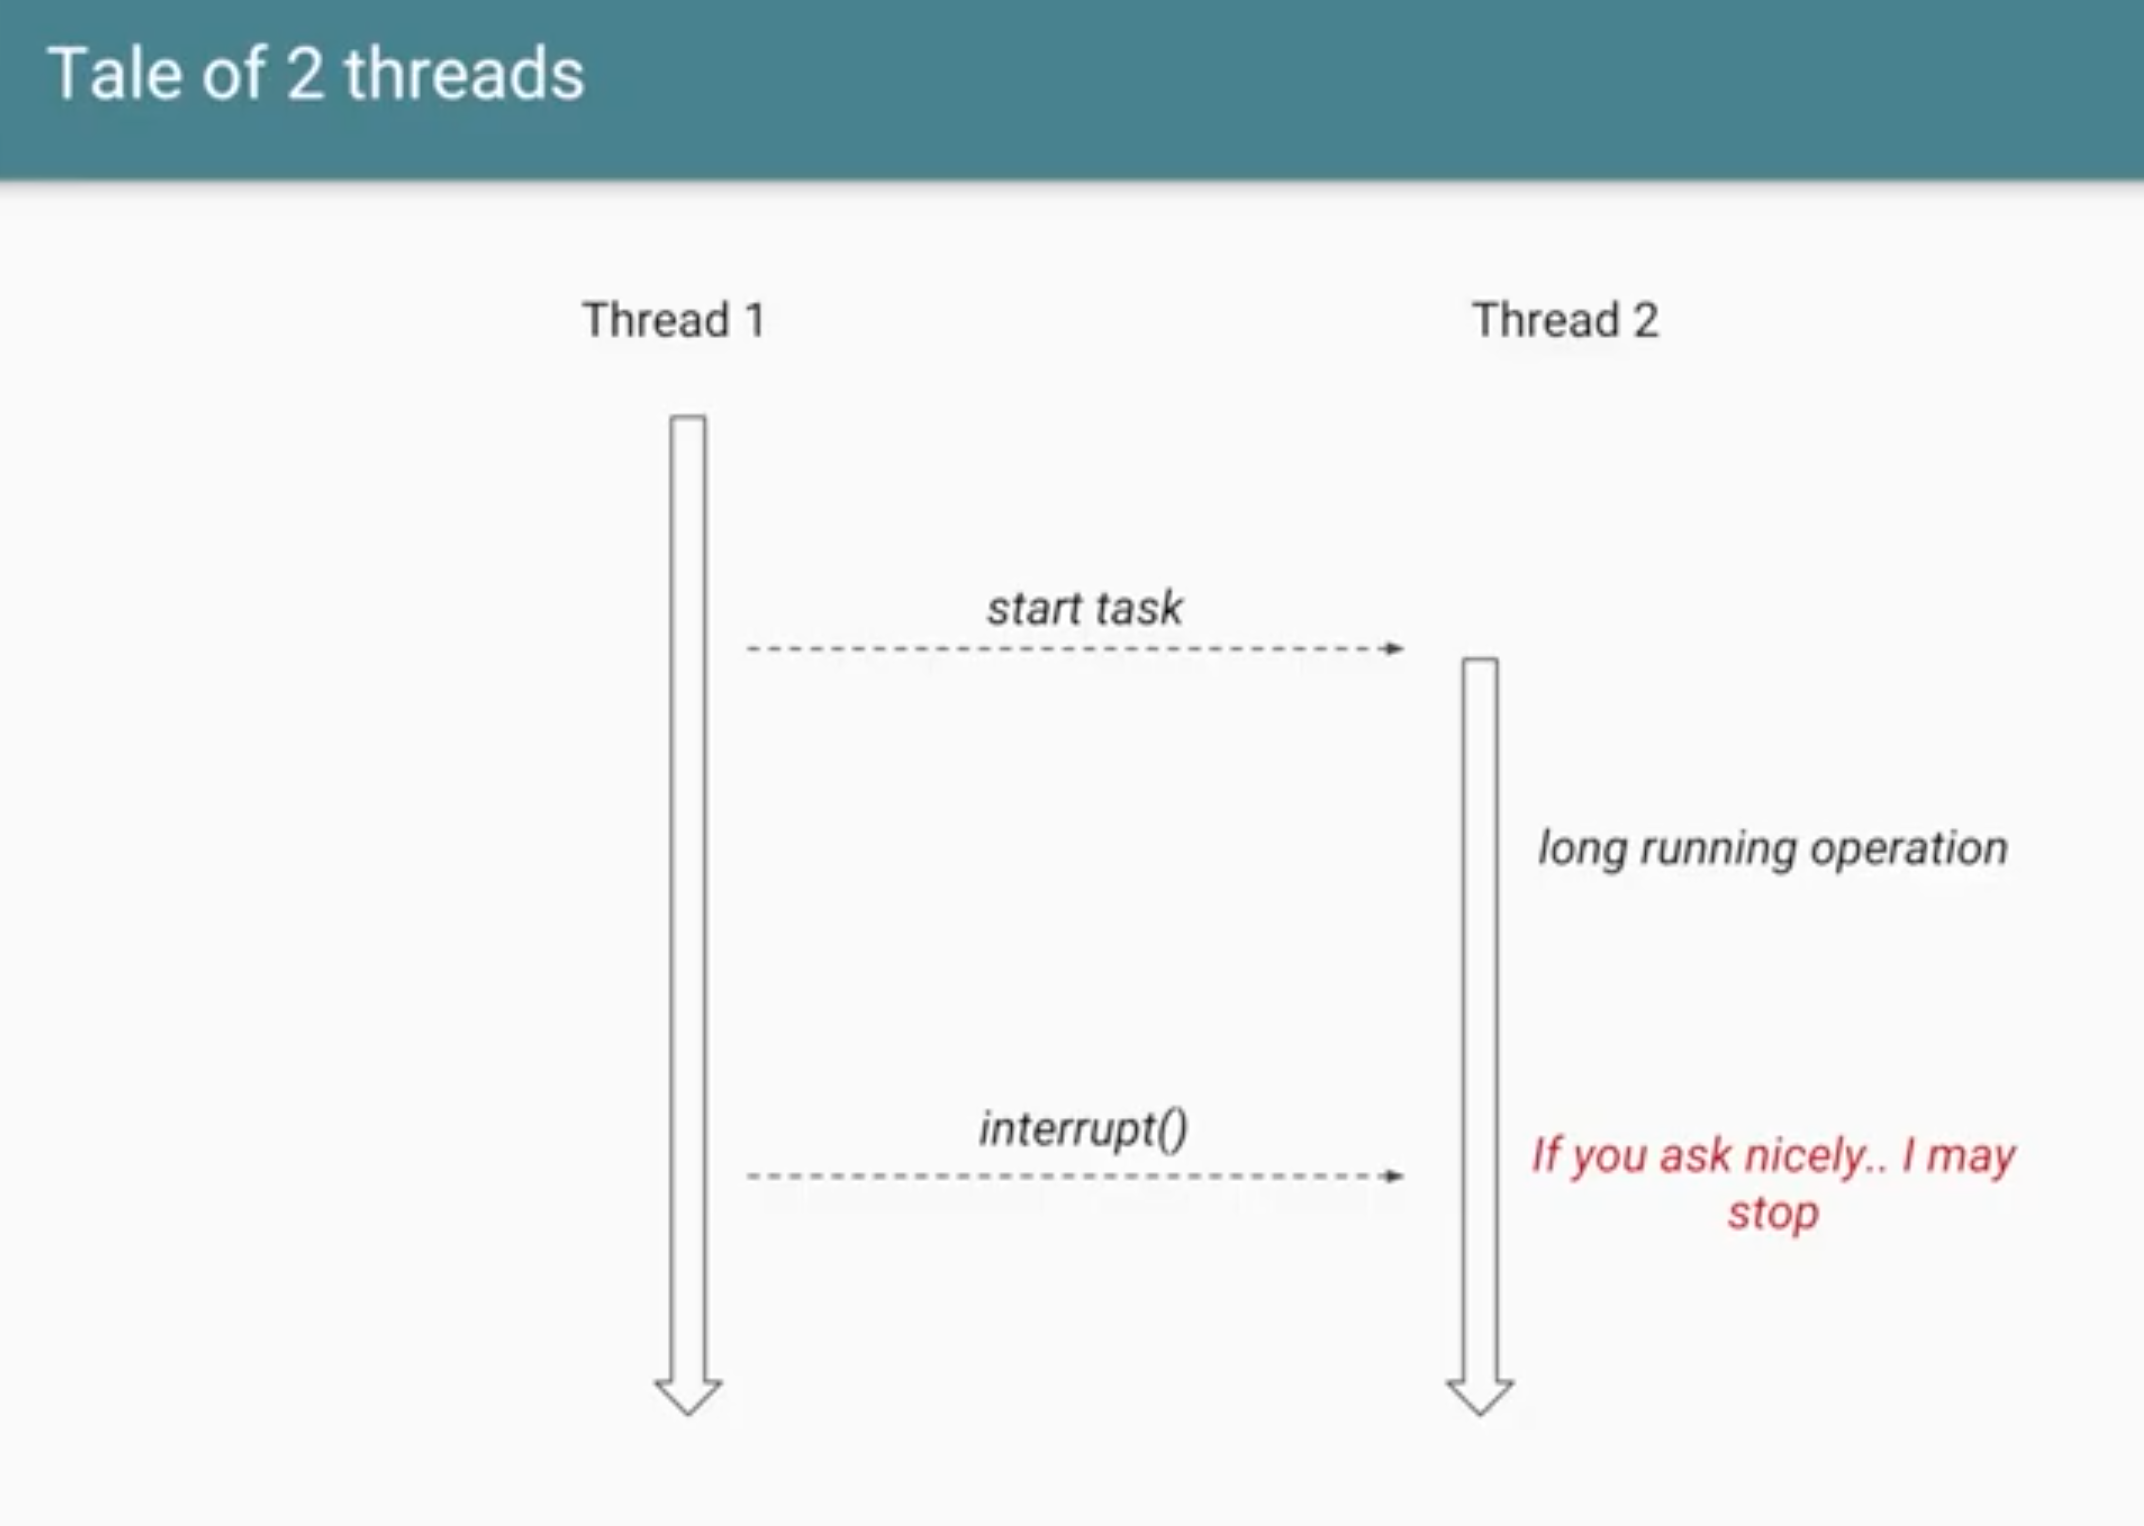 Tale of 2 threads
Thread 1
Thread 2
start task
long running operation
interrupt()
If you ask nicely.. I may
stop